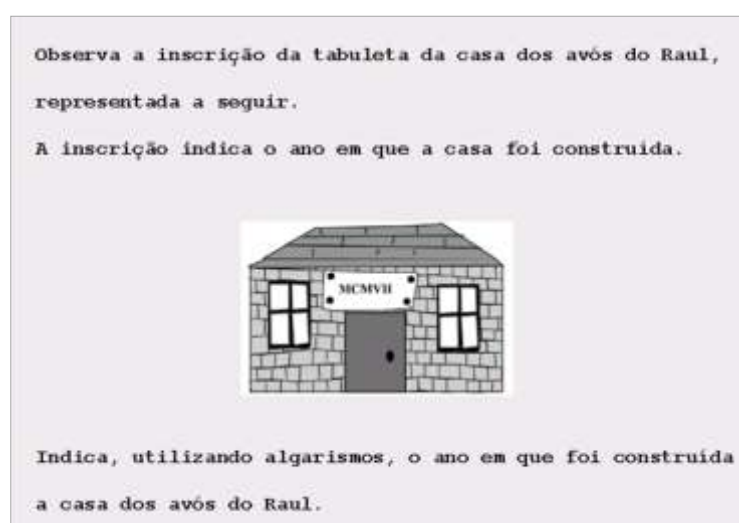 Observa a inscrição da tabuleta da casa dos avós do Raul,
representada a seguir.
A inscrição indica o ano em que a casa foi construida.
MCMVII
Indica, utilizando algarismos, o ano em que foi construída
a casa dos avós do Raul.